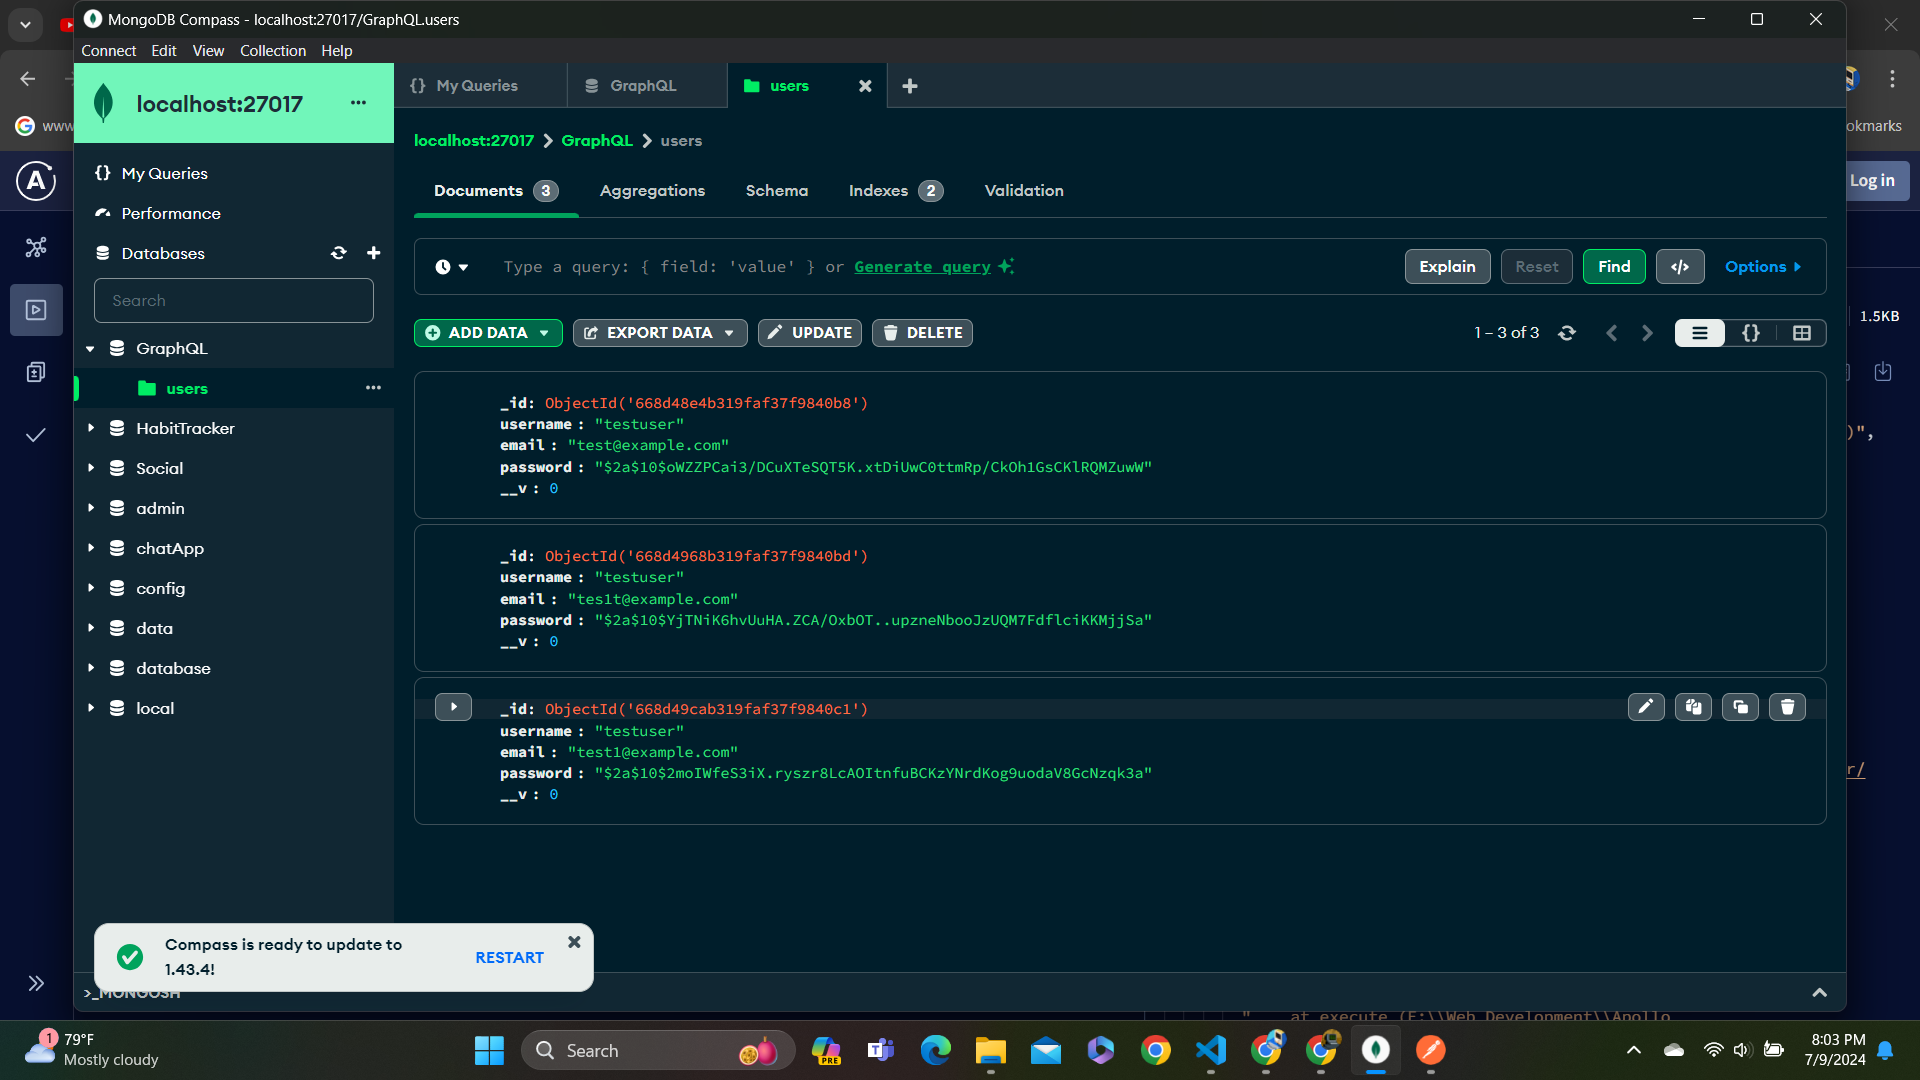 MongoDB Compass - localhost:27017/GraphQL.users
Connect Edit View Collection Help
localhost:27017 •••
{} My Queries
GraphQL
users
www
okmarks
localhost:27017 > GraphQL > users
My Queries
Performance
Databases
Search
GraphQL
users
HabitTracker
Social
admin
chatApp
config
data
database
local
Log in
1.5KB
Documents 3 Aggregations Schema Indexes 2 Validation
Type a query: { field: 'value' } or Generate query
Explain Reset Find </> Options
ADD DATA EXPORT DATA UPDATE DELETE 1 – 3 of 3 {}
_id: ObjectId('668d48e4b319faf37f9840b8')
username : "testuser"
email : "test@example.com"
password : "$2a$10$oWZZPCai3/DCuXTeSQT5K.xtDiUwC0ttmRp/CkOh1GsCKlRQMZuwW"
__v : 0
_id: ObjectId('668d4968b319faf37f9840bd')
username : "testuser"
email : "tes1t@example.com"
password : "$2a$10$YjTNiK6hvUuHA.ZCA/OxbOT..upzneNbooJzUQM7FdflciKKMjjSa"
__v : 0
_id: ObjectId('668d49cab319faf37f9840c1')
username : "testuser"
email : "test1@example.com"
password : "$2a$10$2moIWfeS3iX.ryszr8LcAOItnfuBCKzYNrdKog9uodaV8GcNzqk3a"
__v : 0
)",
r/
Compass is ready to update to
1.43.4!
RESTART
>_MONGOSH
" at execute (F:\\Web Development\\Apollo
1
79°F
Mostly cloudy
Search
PRE
8:03 PM
7/9/2024